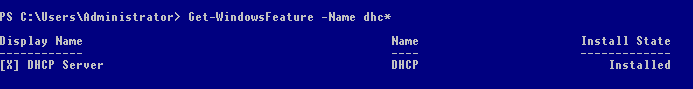 PS C:\Users\Administrator> Get-WindowsFeature -Name dhc*
Display Name Name Install State
------------ ---- -------------
[X] DHCP Server DHCP Installed